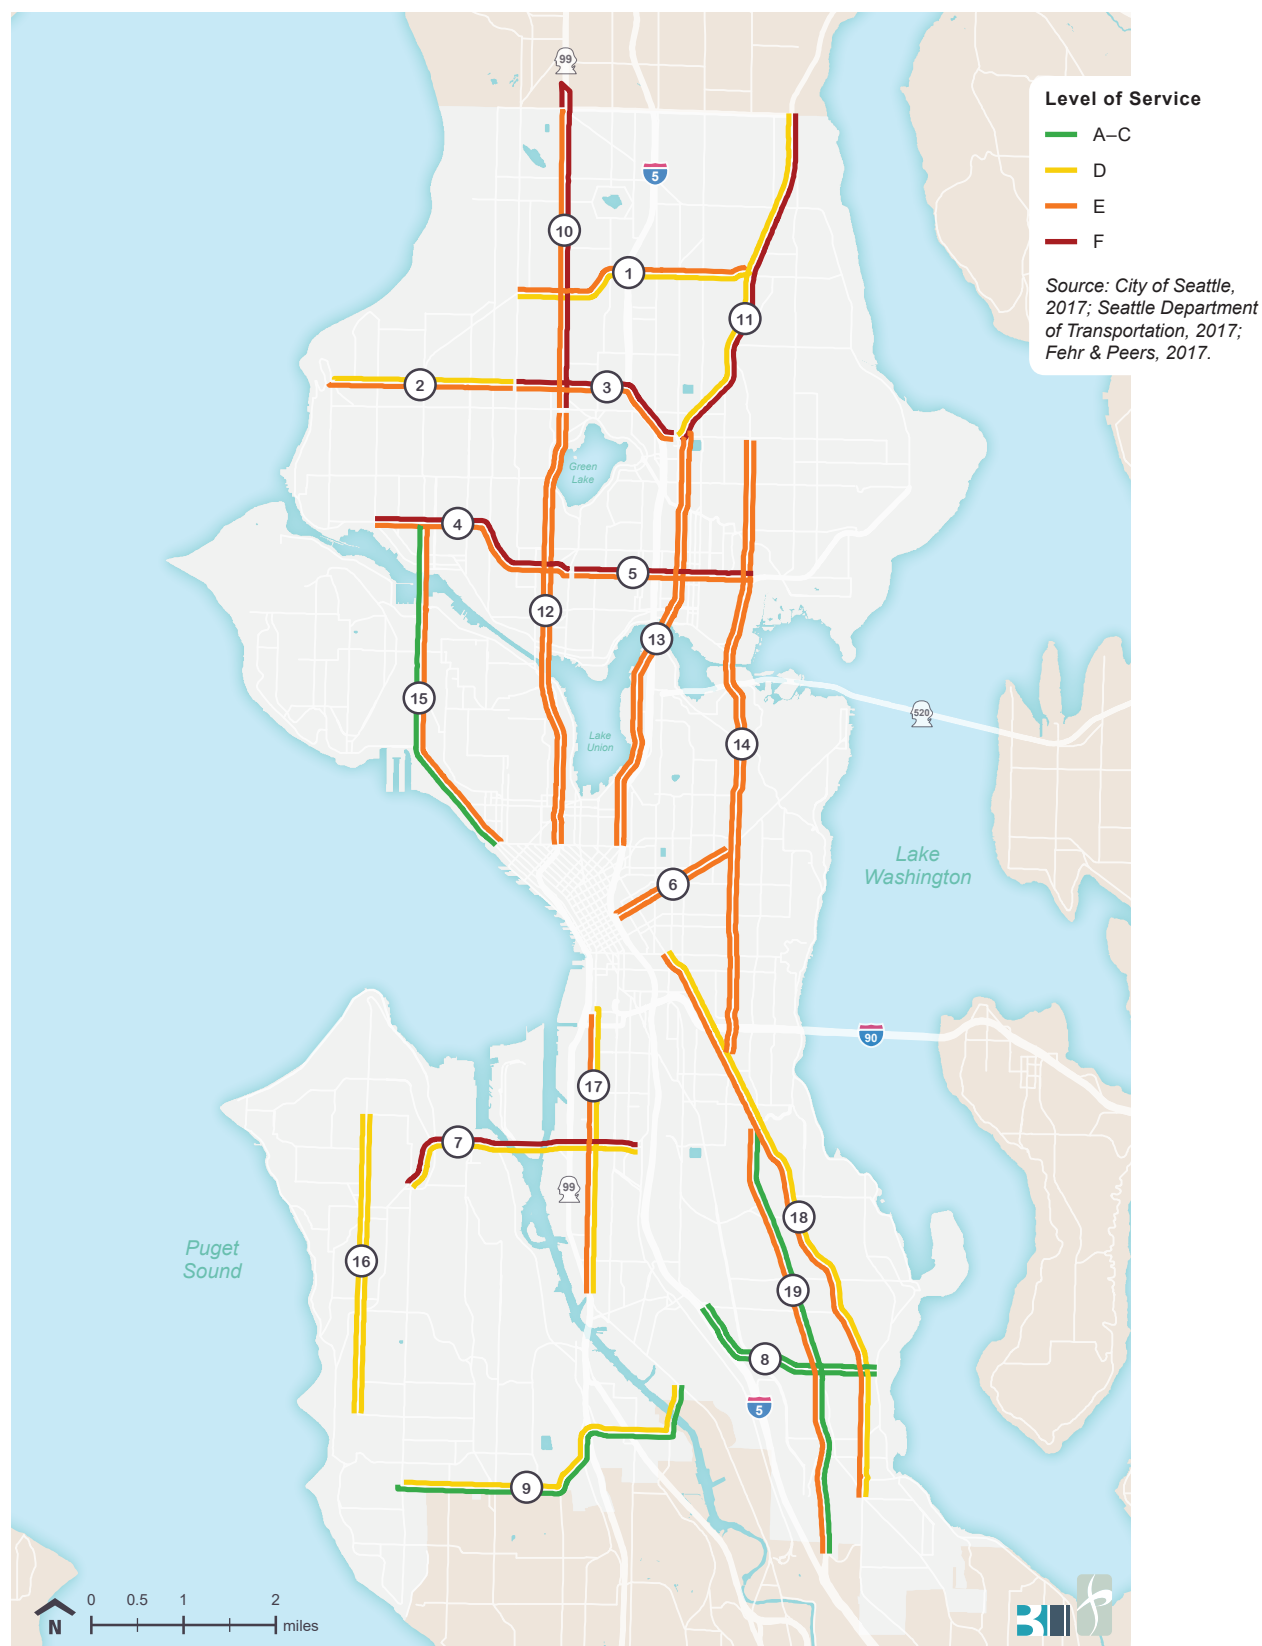 99
Level of Service
A–C
D
E
F
5
10
1
Source: City of Seattle,
2017; Seattle Department
of Transportation, 2017;
Fehr & Peers, 2017.
11
2
3
Green
Lake
4
5
12
13
15
520
Lake
Union
14
Lake
Washington
6
90
17
7
99
18
Puget
Sound
16
19
8
5
9
0 0.5 1 2
miles
N